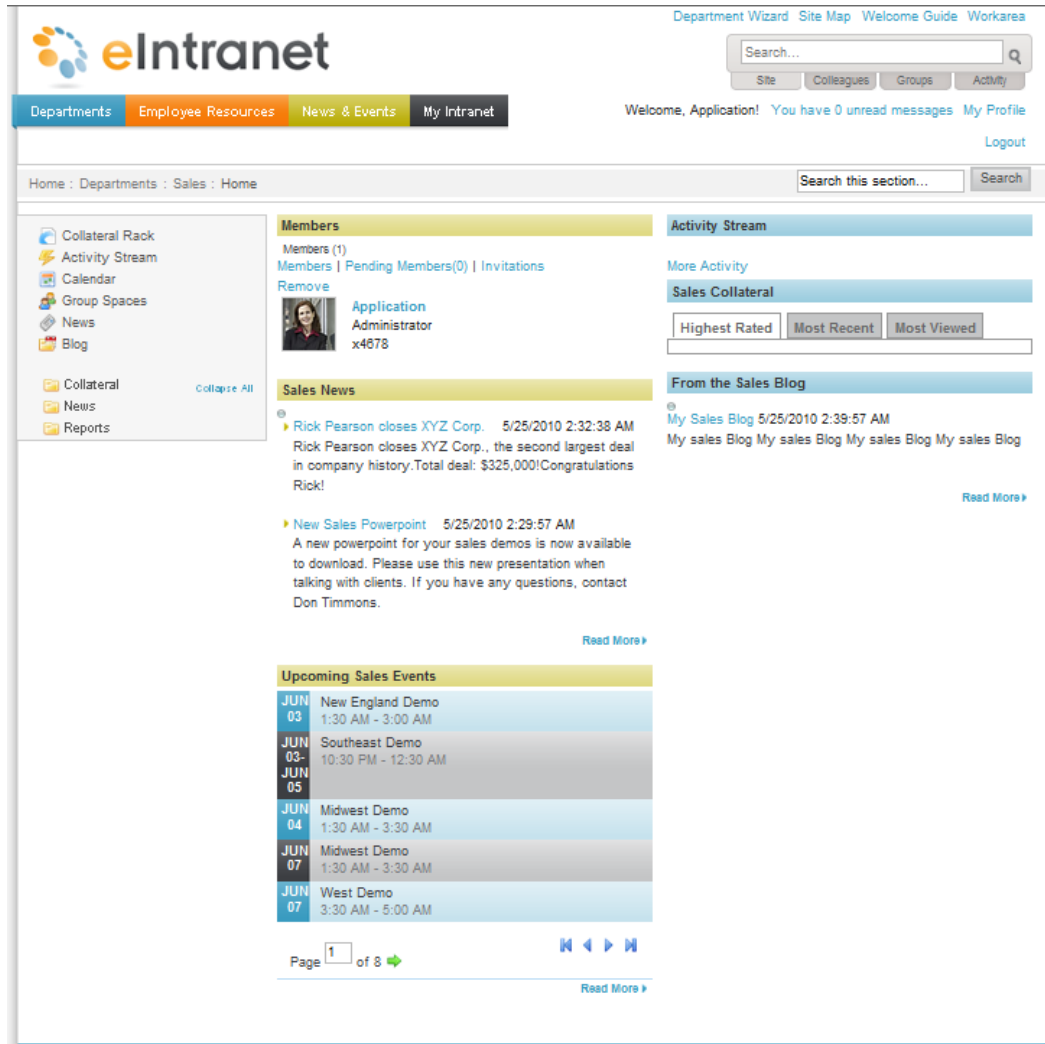 Department Wizard Site Map Welcome Guide Workarea
eIntranet
Search...
Site Colleagues Groups Activity
Departments Employee Resources News & Events My Intranet
Welcome, Application! You have 0 unread messages My Profile
Logout
Home : Departments : Sales : Home
Search this section... Search
Collateral Rack
Activity Stream
Calendar
Group Spaces
News
Blog
Collateral Collapse All
News
Reports
Members
Members (1)
Members | Pending Members(0) | Invitations
Remove
Application
Administrator
x4678
Sales News
Rick Pearson closes XYZ Corp. 5/25/2010 2:32:38 AM
Rick Pearson closes XYZ Corp., the second largest deal
in company history.Total deal: $325,000!Congratulations
Rick!
New Sales Powerpoint 5/25/2010 2:29:57 AM
A new powerpoint for your sales demos is now available
to download. Please use this new presentation when
talking with clients. If you have any questions, contact
Don Timmons.
Read More
Upcoming Sales Events
JUN 03 New England Demo
1:30 AM - 3:00 AM
JUN 03- JUN 05 Southeast Demo
10:30 PM - 12:30 AM
JUN 04 Midwest Demo
1:30 AM - 3:30 AM
JUN 07 Midwest Demo
1:30 AM - 3:30 AM
JUN 07 West Demo
3:30 AM - 5:00 AM
Page 1 of 8
Read More
Activity Stream
More Activity
Sales Collateral
Highest Rated Most Recent Most Viewed
From the Sales Blog
My Sales Blog 5/25/2010 2:39:57 AM
My sales Blog My sales Blog My sales Blog My sales Blog
Read More